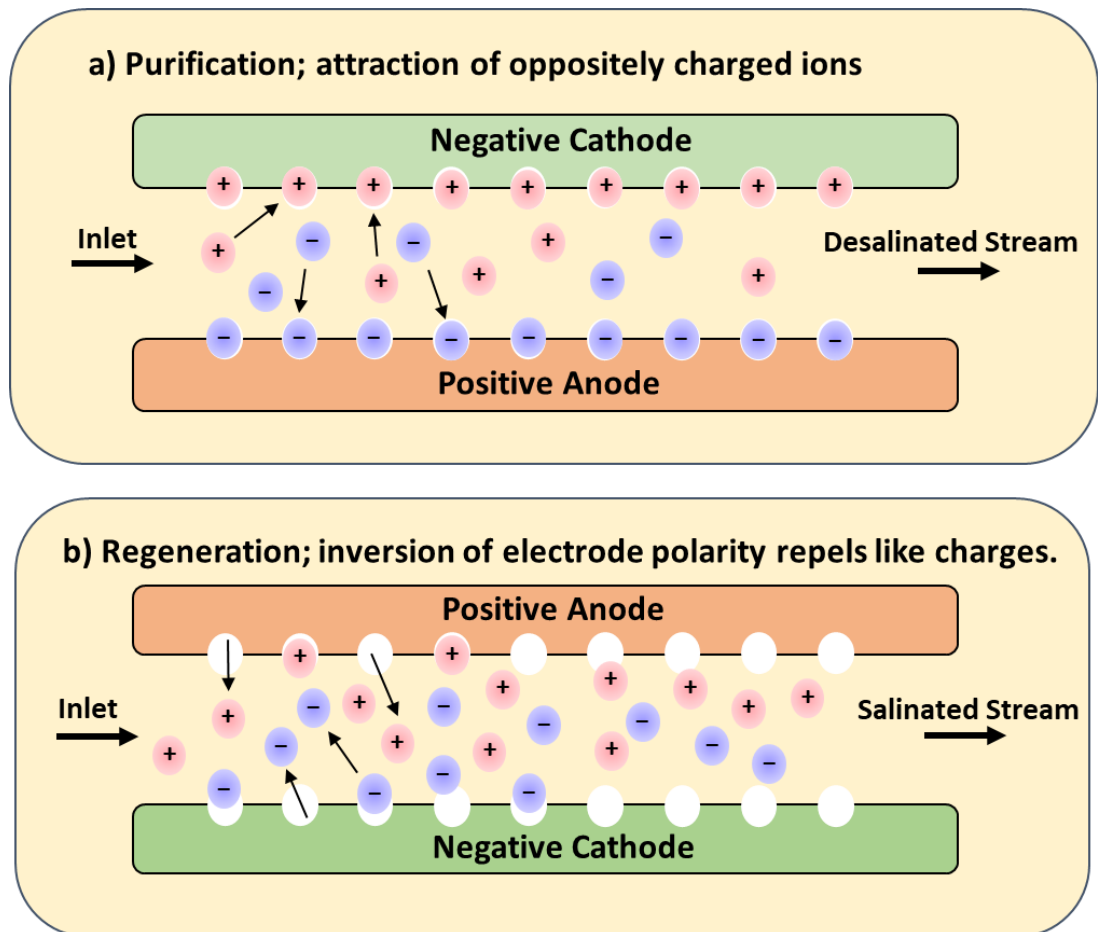 a) Purification; attraction of oppositely charged ions
Negative Cathode
+ + + + + + + + +
− − + −
Inlet
Desalinated Stream
+ − + + − +
− − − − − − − − −
Positive Anode
b) Regeneration; inversion of electrode polarity repels like charges.
Positive Anode
+ +
+ + + +
− + − + +
Inlet
Salinated Stream
+ − −
+ − + + + − −
− − − −
Negative Cathode